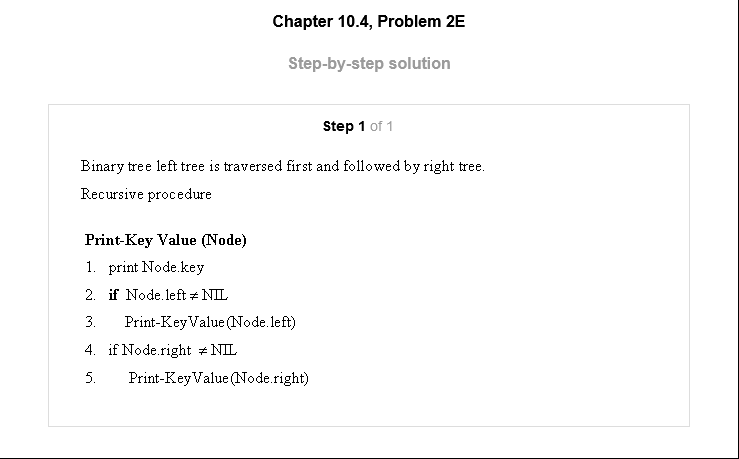 Chapter 10.4, Problem 2E
Step-by-step solution
Step 1 of 1
Binary tree left tree is traversed first and followed by right tree.
Recursive procedure
Print-Key Value (Node)
1. print Node.key
2. if Node.left ≠ NIL
3. Print-KeyValue(Node.left)
4. if Node.right ≠ NIL
5. Print-KeyValue(Node.right)